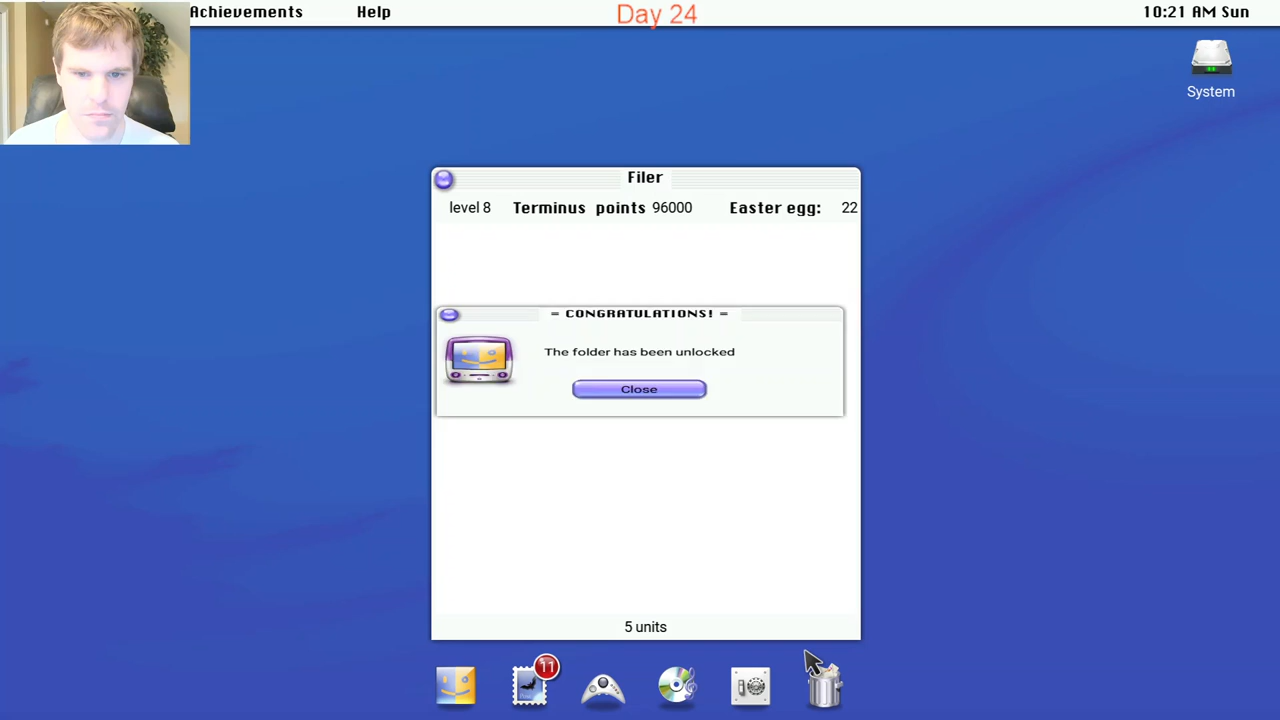 Achievements Help Day 24 10:21 AM Sun
System
Filer
level 8 Terminus points 96000 Easter egg: 22
= CONGRATULATIONS! =
The folder has been unlocked
Close
5 units
11